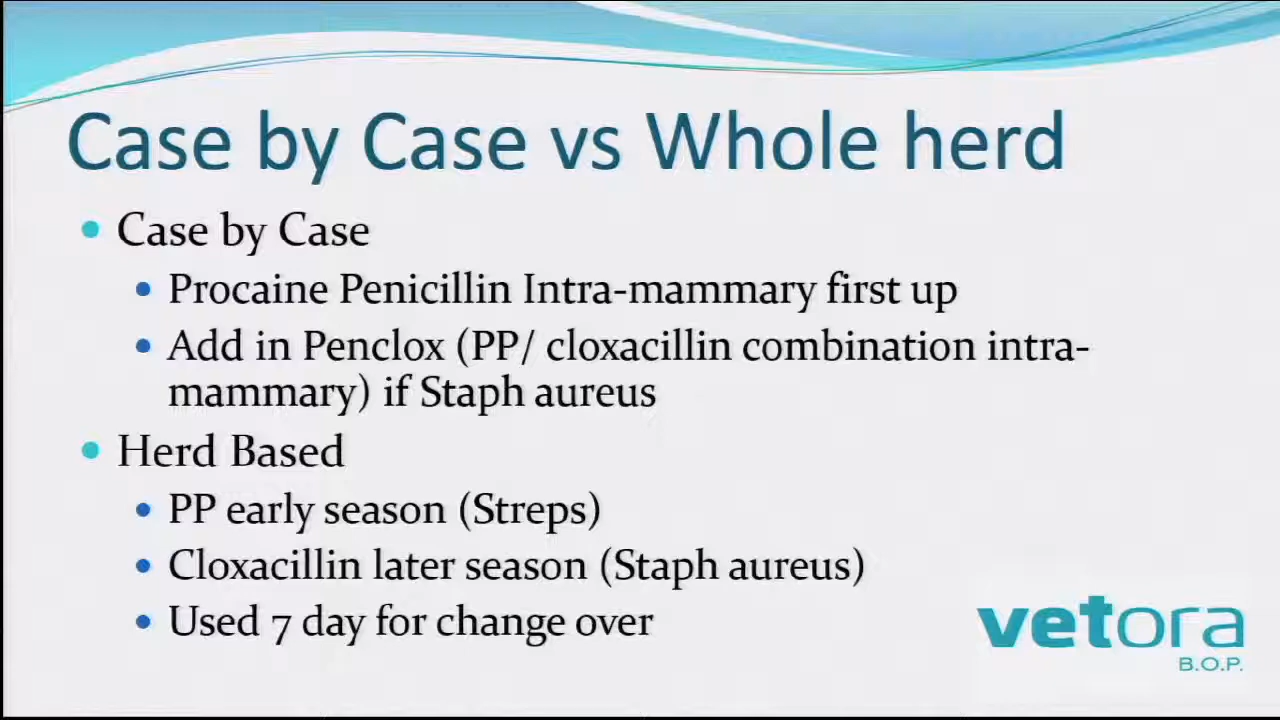 Case by Case vs Whole herd
• Case by Case
• Procaine Penicillin Intra-mammary first up
• Add in Penclox (PP/ cloxacillin combination intra-
mammary) if Staph aureus
• Herd Based
• PP early season (Streps)
• Cloxacillin later season (Staph aureus)
• Used 7 day for change over
vetora
B.O.P.